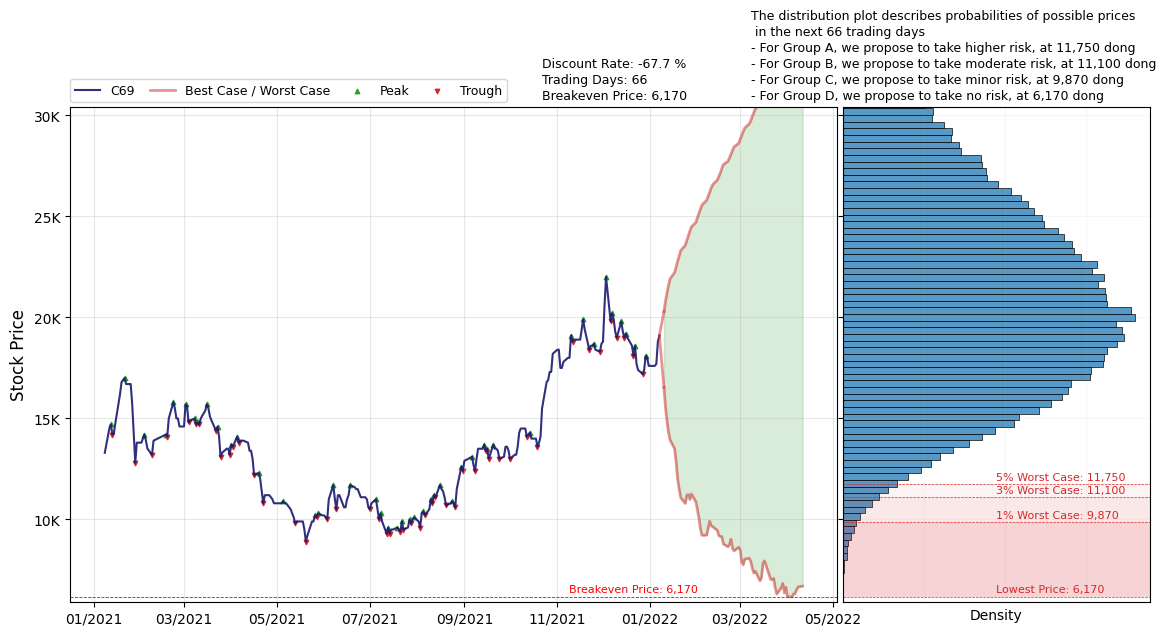 The distribution plot describes probabilities of possible prices
in the next 66 trading days
- For Group A, we propose to take higher risk, at 11,750 dong
- For Group B, we propose to take moderate risk, at 11,100 dong
- For Group C, we propose to take minor risk, at 9,870 dong
- For Group D, we propose to take no risk, at 6,170 dong
Discount Rate: -67.7 %
Trading Days: 66
Breakeven Price: 6,170
C69 Best Case / Worst Case Peak Trough
30K
25K
20K
15K
10K
Stock Price
5% Worst Case: 11,750
3% Worst Case: 11,100
1% Worst Case: 9,870
Breakeven Price: 6,170
Lowest Price: 6,170
01/2021 03/2021 05/2021 07/2021 09/2021 11/2021 01/2022 03/2022 05/2022
Density